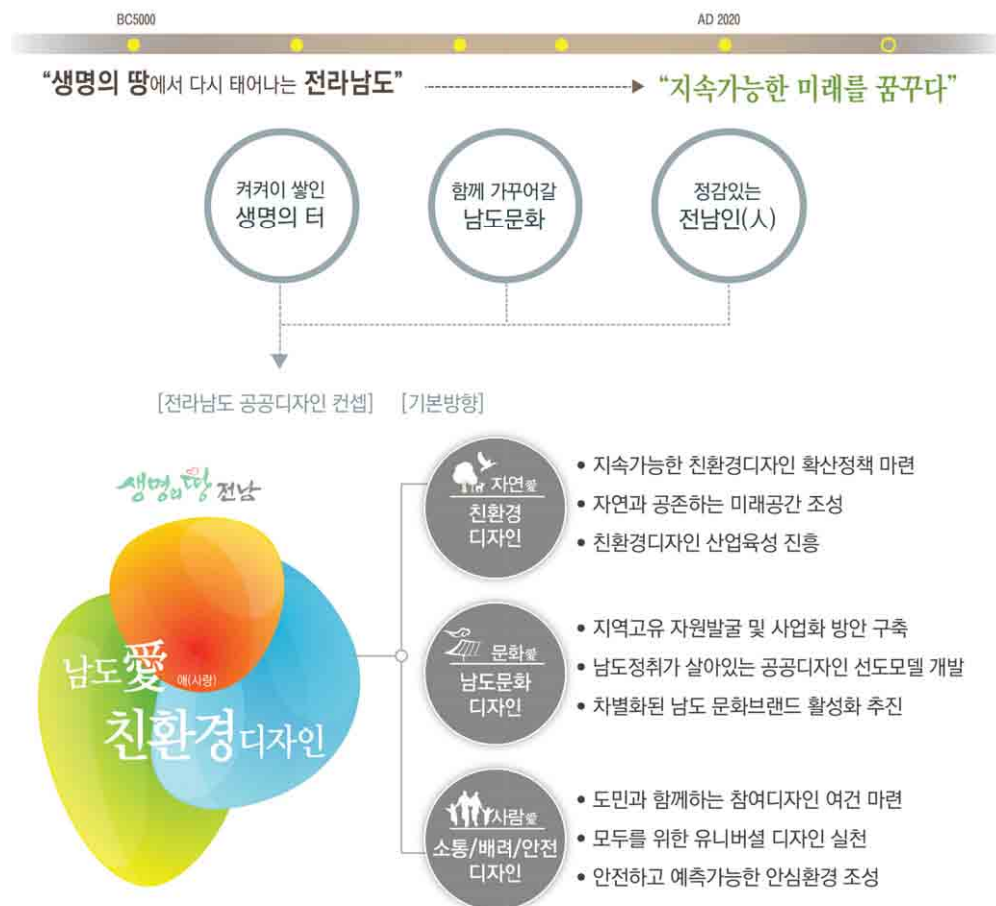 BC5000
AD 2020
“생명의 땅에서 다시 태어나는 전라남도”
“지속가능한 미래를 꿈꾸다”
켜켜이 쌓인
생명의 터
함께 가꾸어갈
남도문화
정감있는
전남인(人)
[전라남도 공공디자인 컨셉]
[기본방향]
생명의 땅 전남
남도愛 애(사랑)
친환경디자인
자연愛
친환경
디자인
• 지속가능한 친환경디자인 확산정책 마련
• 자연과 공존하는 미래공간 조성
• 친환경디자인 산업육성 진흥
문화愛
남도문화
디자인
• 지역고유 자원발굴 및 사업화 방안 구축
• 남도정취가 살아있는 공공디자인 선도모델 개발
• 차별화된 남도 문화브랜드 활성화 추진
사람愛
소통/배려/안전
디자인
• 도민과 함께하는 참여디자인 여건 마련
• 모두를 위한 유니버셜 디자인 실천
• 안전하고 예측가능한 안심환경 조성